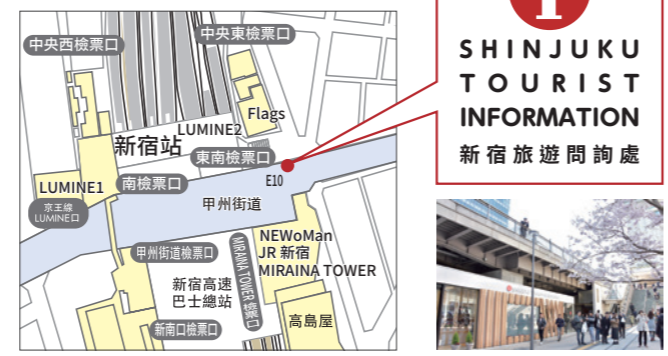 中央西檢票口
中央東檢票口
Flags
LUMINE2
新宿站
東南檢票口
E10
LUMINE1
南檢票口
京王線
LUMINE口
甲州街道
甲州街道檢票口
NEWoMan
JR 新宿
MIRAINA TOWER
MIRAINA TOWER 檢票口
新宿高速
巴士總站
新南口檢票口
高島屋
SHINJUKU
TOURIST
INFORMATION
新宿旅遊問詢處